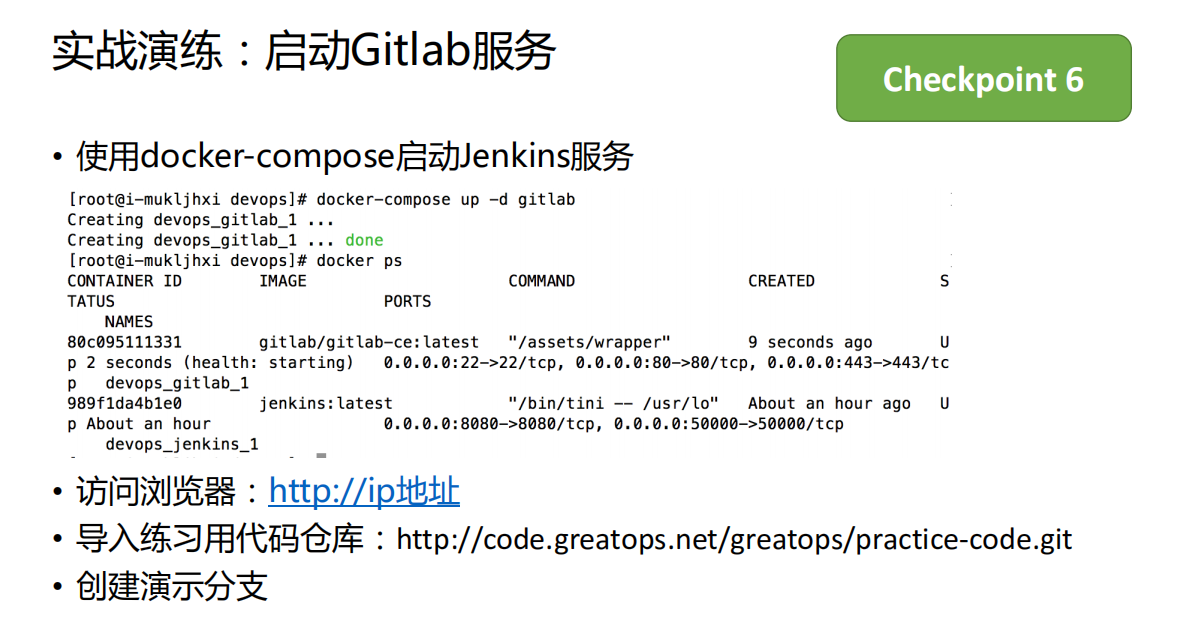 实战演练：启动Gitlab服务
Checkpoint 6
• 使用docker-compose启动Jenkins服务
[root@i-mukljhxi devops]# docker-compose up -d gitlab
Creating devops_gitlab_1 ...
Creating devops_gitlab_1 ... done
[root@i-mukljhxi devops]# docker ps
CONTAINER ID        IMAGE                     COMMAND                  CREATED             S
TATUS                            PORTS
    NAMES
80c095111331        gitlab/gitlab-ce:latest   "/assets/wrapper"        9 seconds ago       U
p 2 seconds (health: starting)   0.0.0.0:22->22/tcp, 0.0.0.0:80->80/tcp, 0.0.0.0:443->443/tc
p   devops_gitlab_1
989f1da4b1e0        jenkins:latest            "/bin/tini -- /usr/lo"   About an hour ago   U
p About an hour                  0.0.0.0:8080->8080/tcp, 0.0.0.0:50000->50000/tcp
    devops_jenkins_1
• 访问浏览器：http://ip地址
• 导入练习用代码仓库：http://code.greatops.net/greatops/practice-code.git
• 创建演示分支